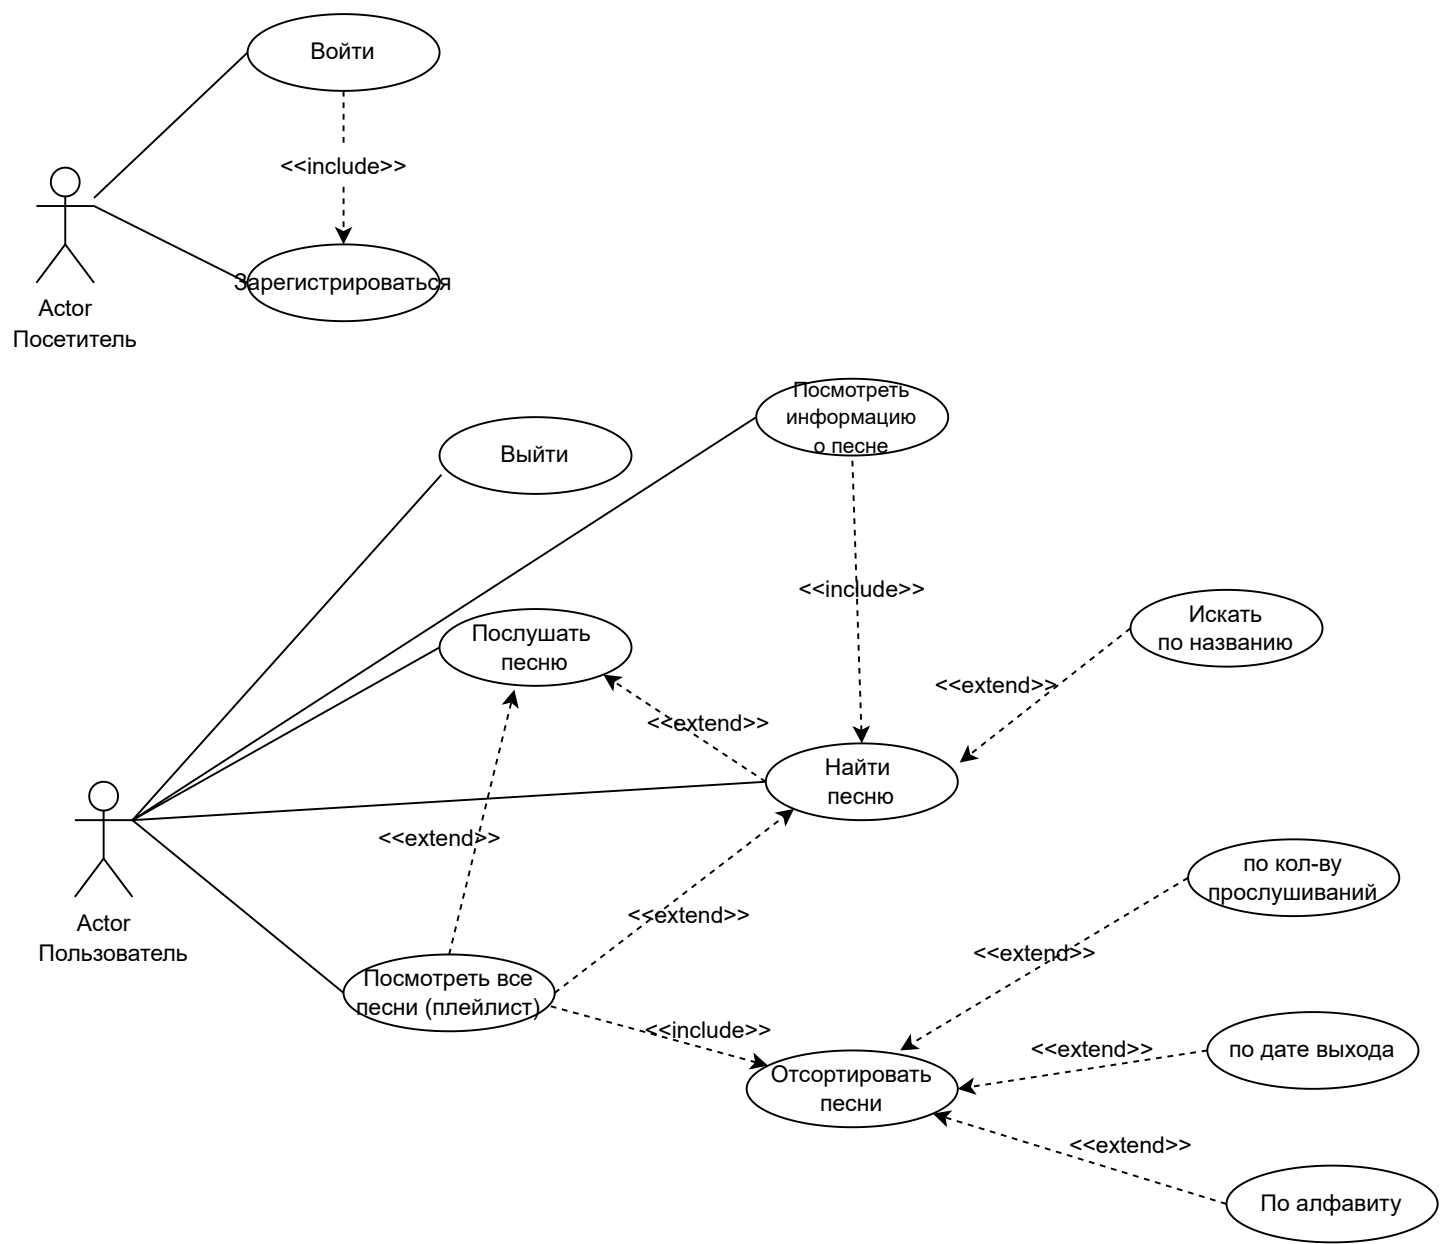 Войти
<<include>>
Зарегистрироваться
Actor
Посетитель
Посмотреть
информацию
о песне
Выйти
<<include>>
Искать
по названию
Послушать
песню
<<extend>>
<<extend>>
Найти
песню
Actor
Пользователь
<<extend>>
<<extend>>
по кол-ву
прослушиваний
<<extend>>
Посмотреть все
песни (плейлист)
<<include>>
<<extend>>
по дате выхода
Отсортировать
песни
<<extend>>
По алфавиту